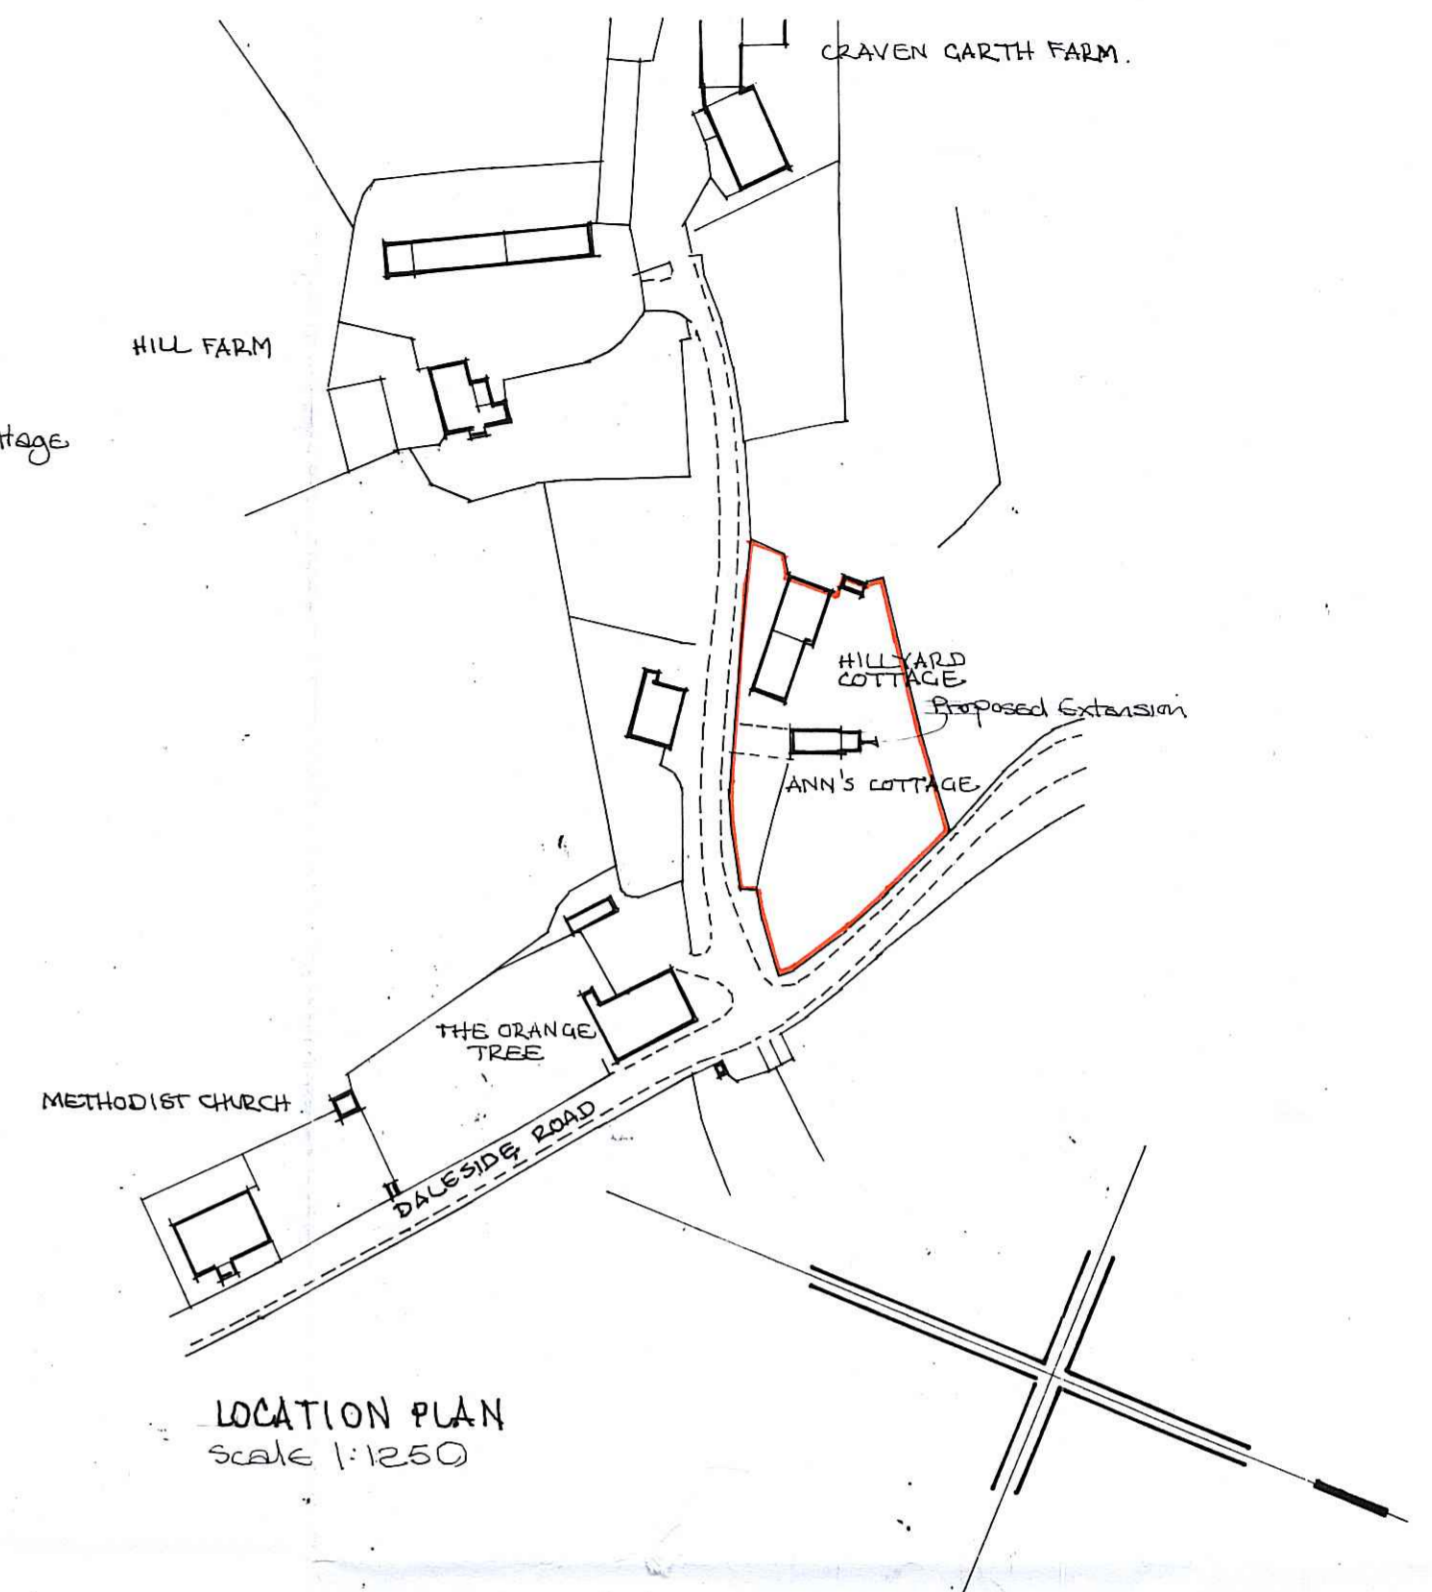 CRAVEN GARTH FARM.
HILL FARM
HILLYARD
COTTAGE
Proposed Extension
ANN'S COTTAGE
THE ORANGE
TREE
METHODIST CHURCH
DALESIDE ROAD
LOCATION PLAN
Scale 1:1250